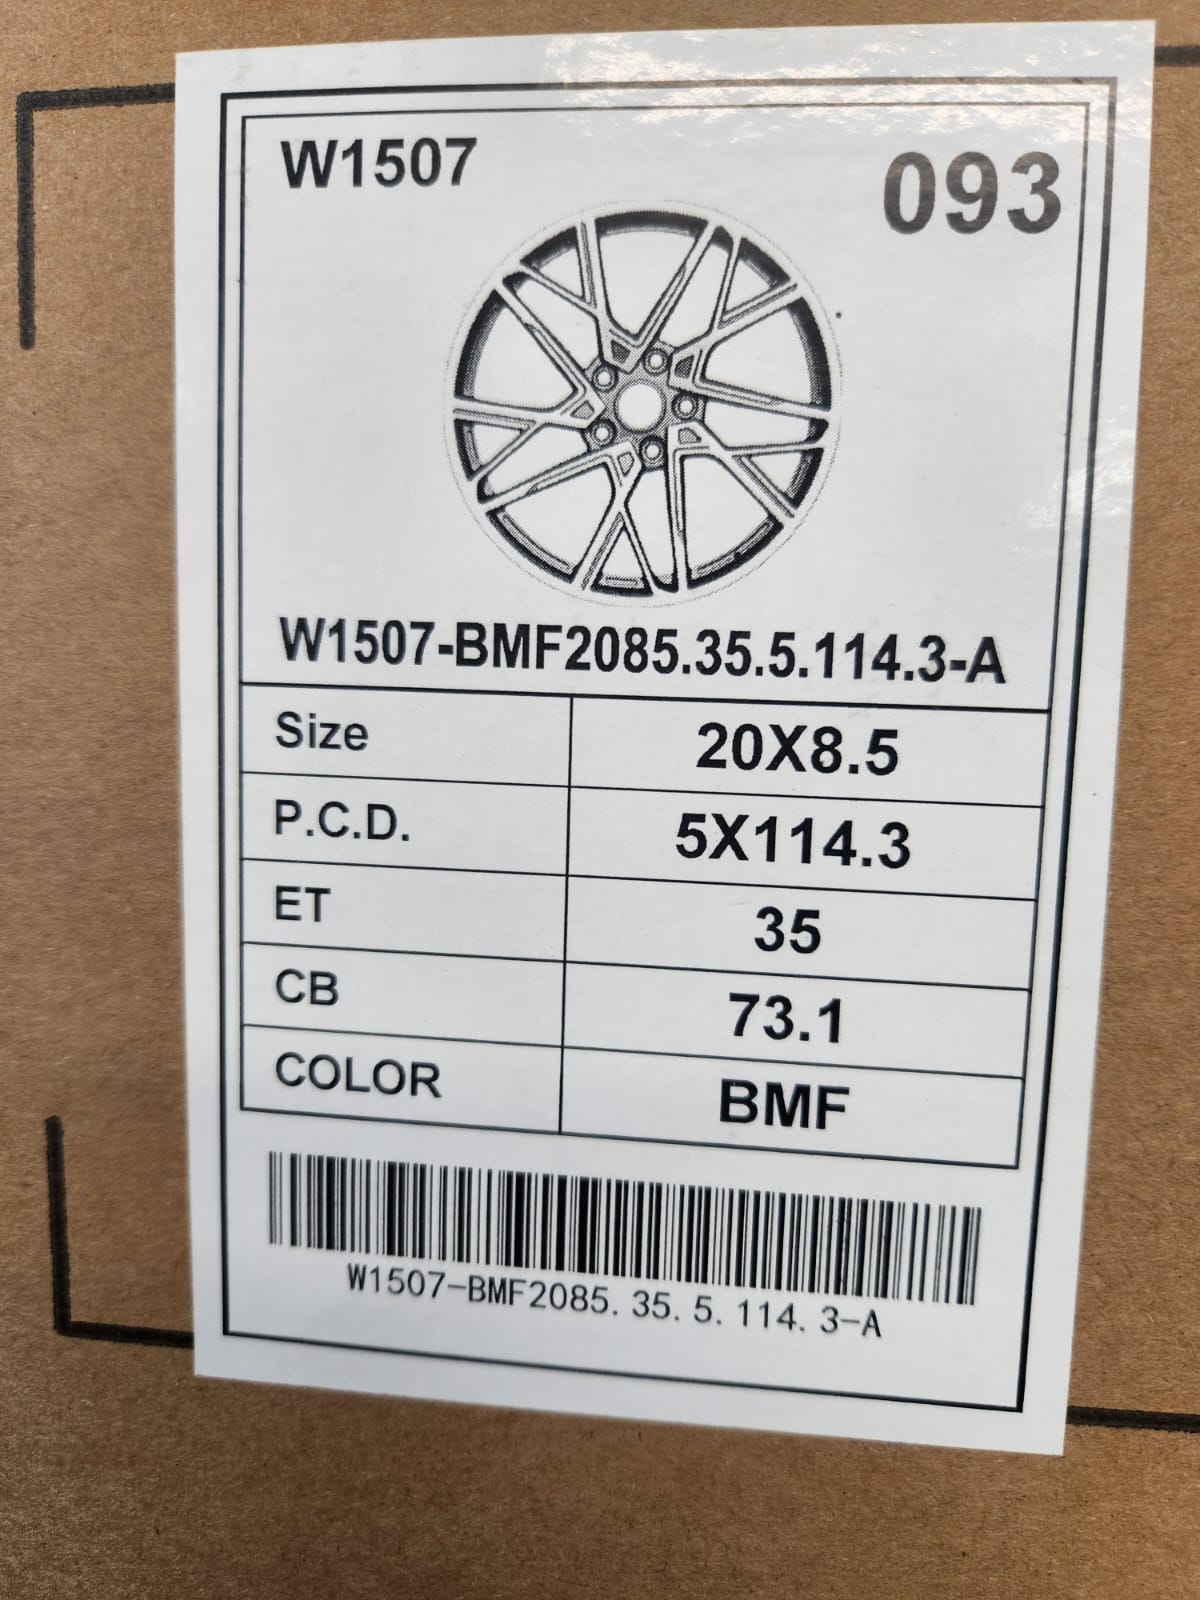 W1507
093
W1507-BMF2085.35.5.114.3-A
Size 20X8.5
P.C.D. 5X114.3
ET 35
CB 73.1
COLOR BMF
W1507-BMF2085.35.5.114.3-A